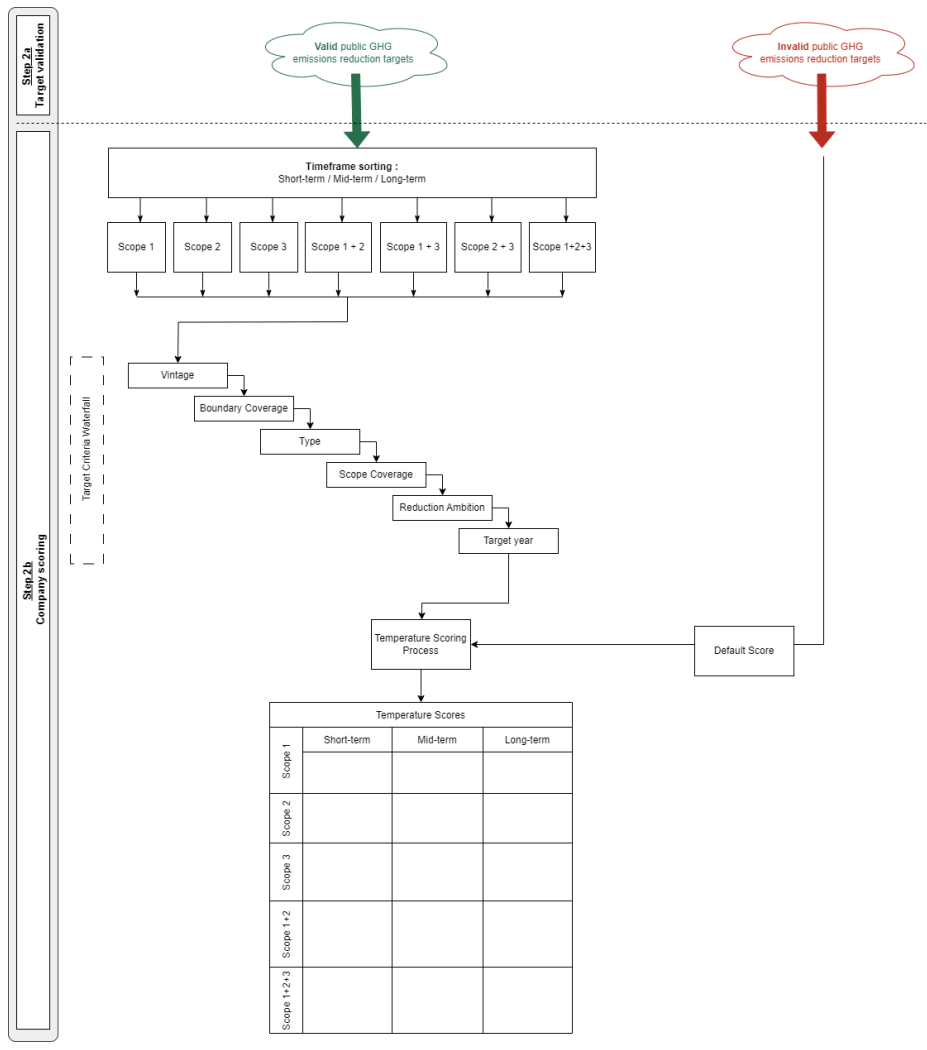 Step 2a
Target validation
Valid public GHG
emissions reduction targets
Invalid public GHG
emissions reduction targets
Step 2b
Company scoring
Timeframe sorting :
Short-term / Mid-term / Long-term
Scope 1
Scope 2
Scope 3
Scope 1 + 2
Scope 1 + 3
Scope 2 + 3
Scope 1+2+3
Target Criteria Waterfall
Vintage
Boundary Coverage
Type
Scope Coverage
Reduction Ambition
Target year
Temperature Scoring
Process
Default Score
Temperature Scores
Short-term
Mid-term
Long-term
Scope 1
Scope 2
Scope 3
Scope 1+2
Scope 1+2+3